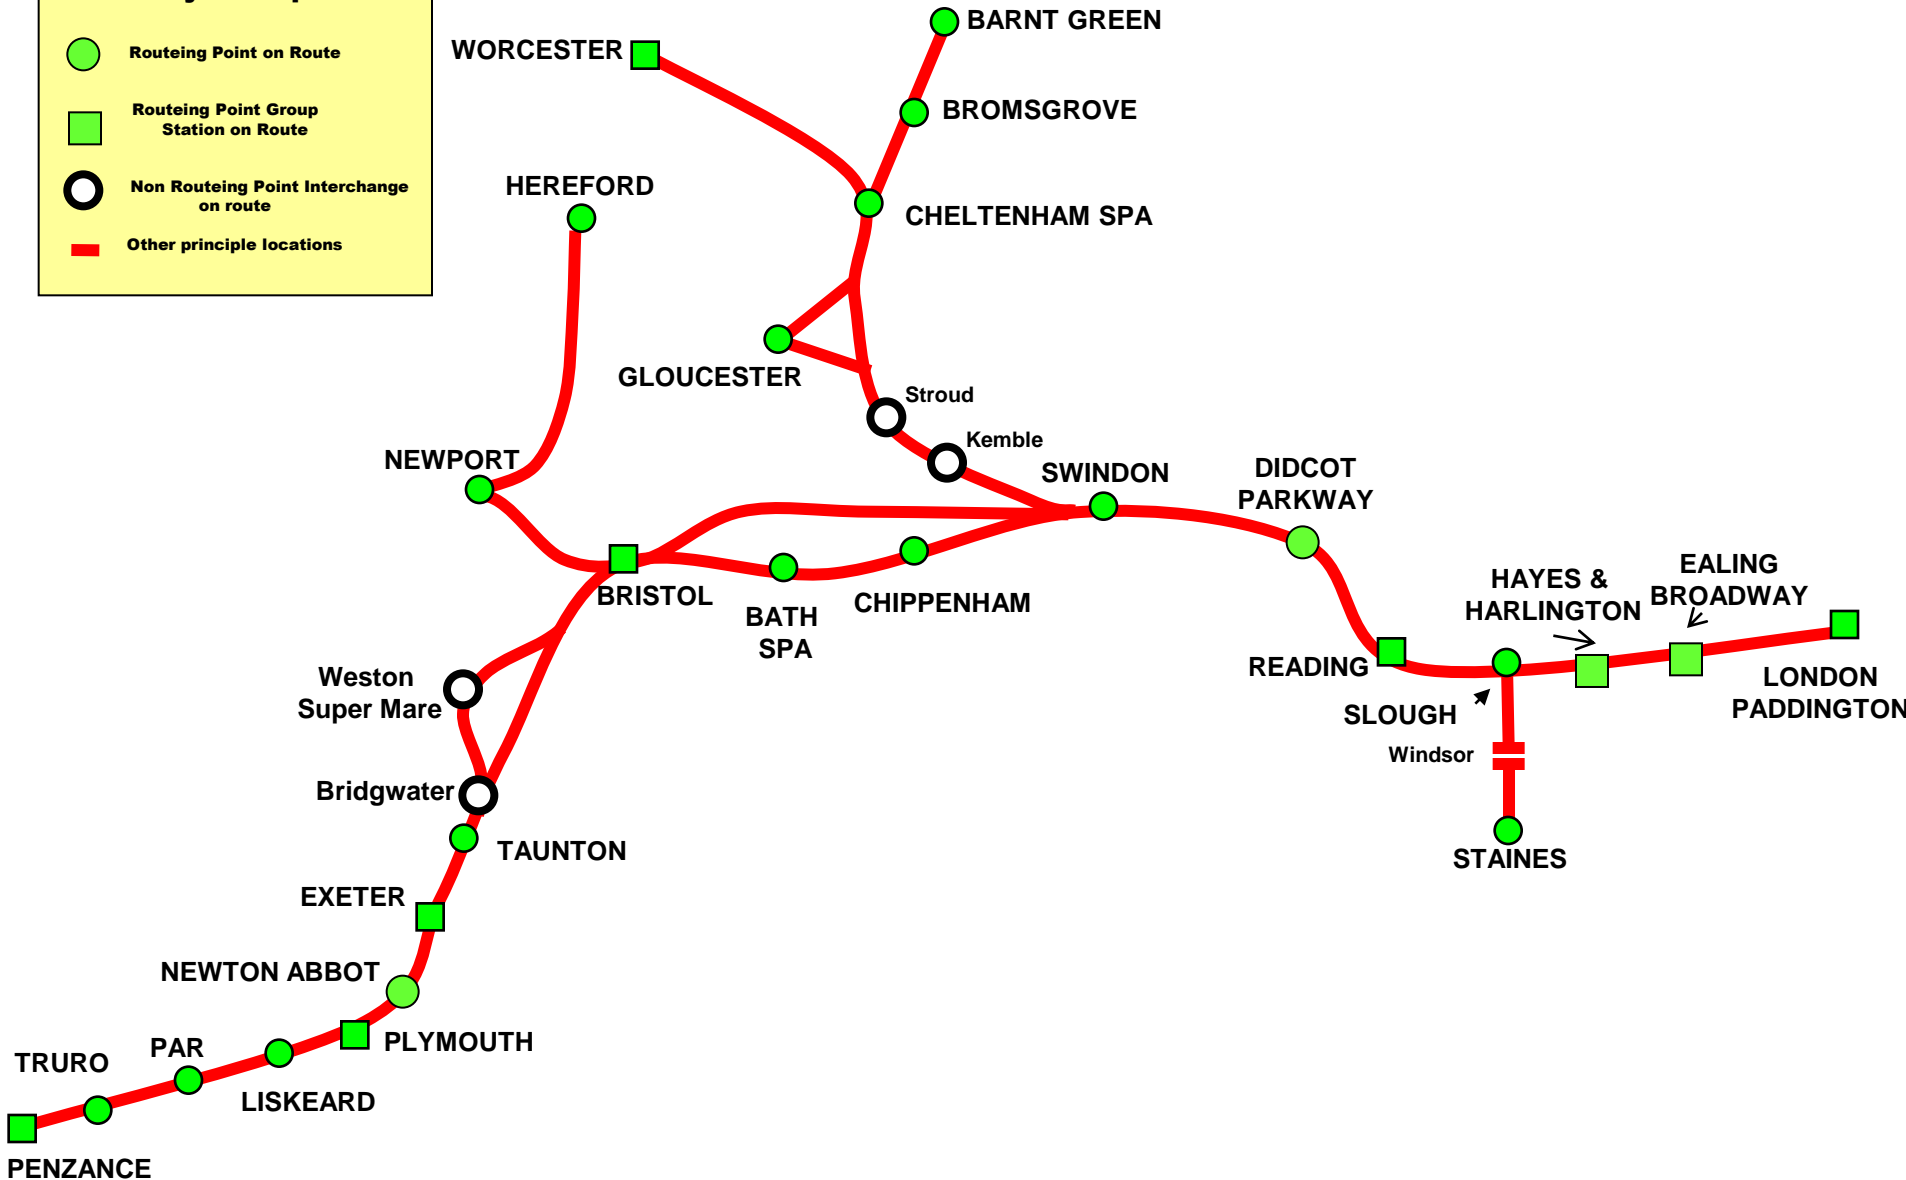 Routeing Point on Route
Routeing Point Group
Station on Route
Non Routeing Point Interchange
on route
Other principle locations
WORCESTER
BARNT GREEN
BROMSGROVE
HEREFORD
CHELTENHAM SPA
GLOUCESTER
Stroud
Kemble
NEWPORT
SWINDON
DIDCOT
PARKWAY
BRISTOL
BATH
SPA
CHIPPENHAM
HAYES &
HARLINGTON
EALING
BROADWAY
READING
SLOUGH
LONDON
PADDINGTON
Windsor
STAINES
Weston
Super Mare
Bridgwater
TAUNTON
EXETER
NEWTON ABBOT
PLYMOUTH
TRURO
PAR
LISKEARD
PENZANCE